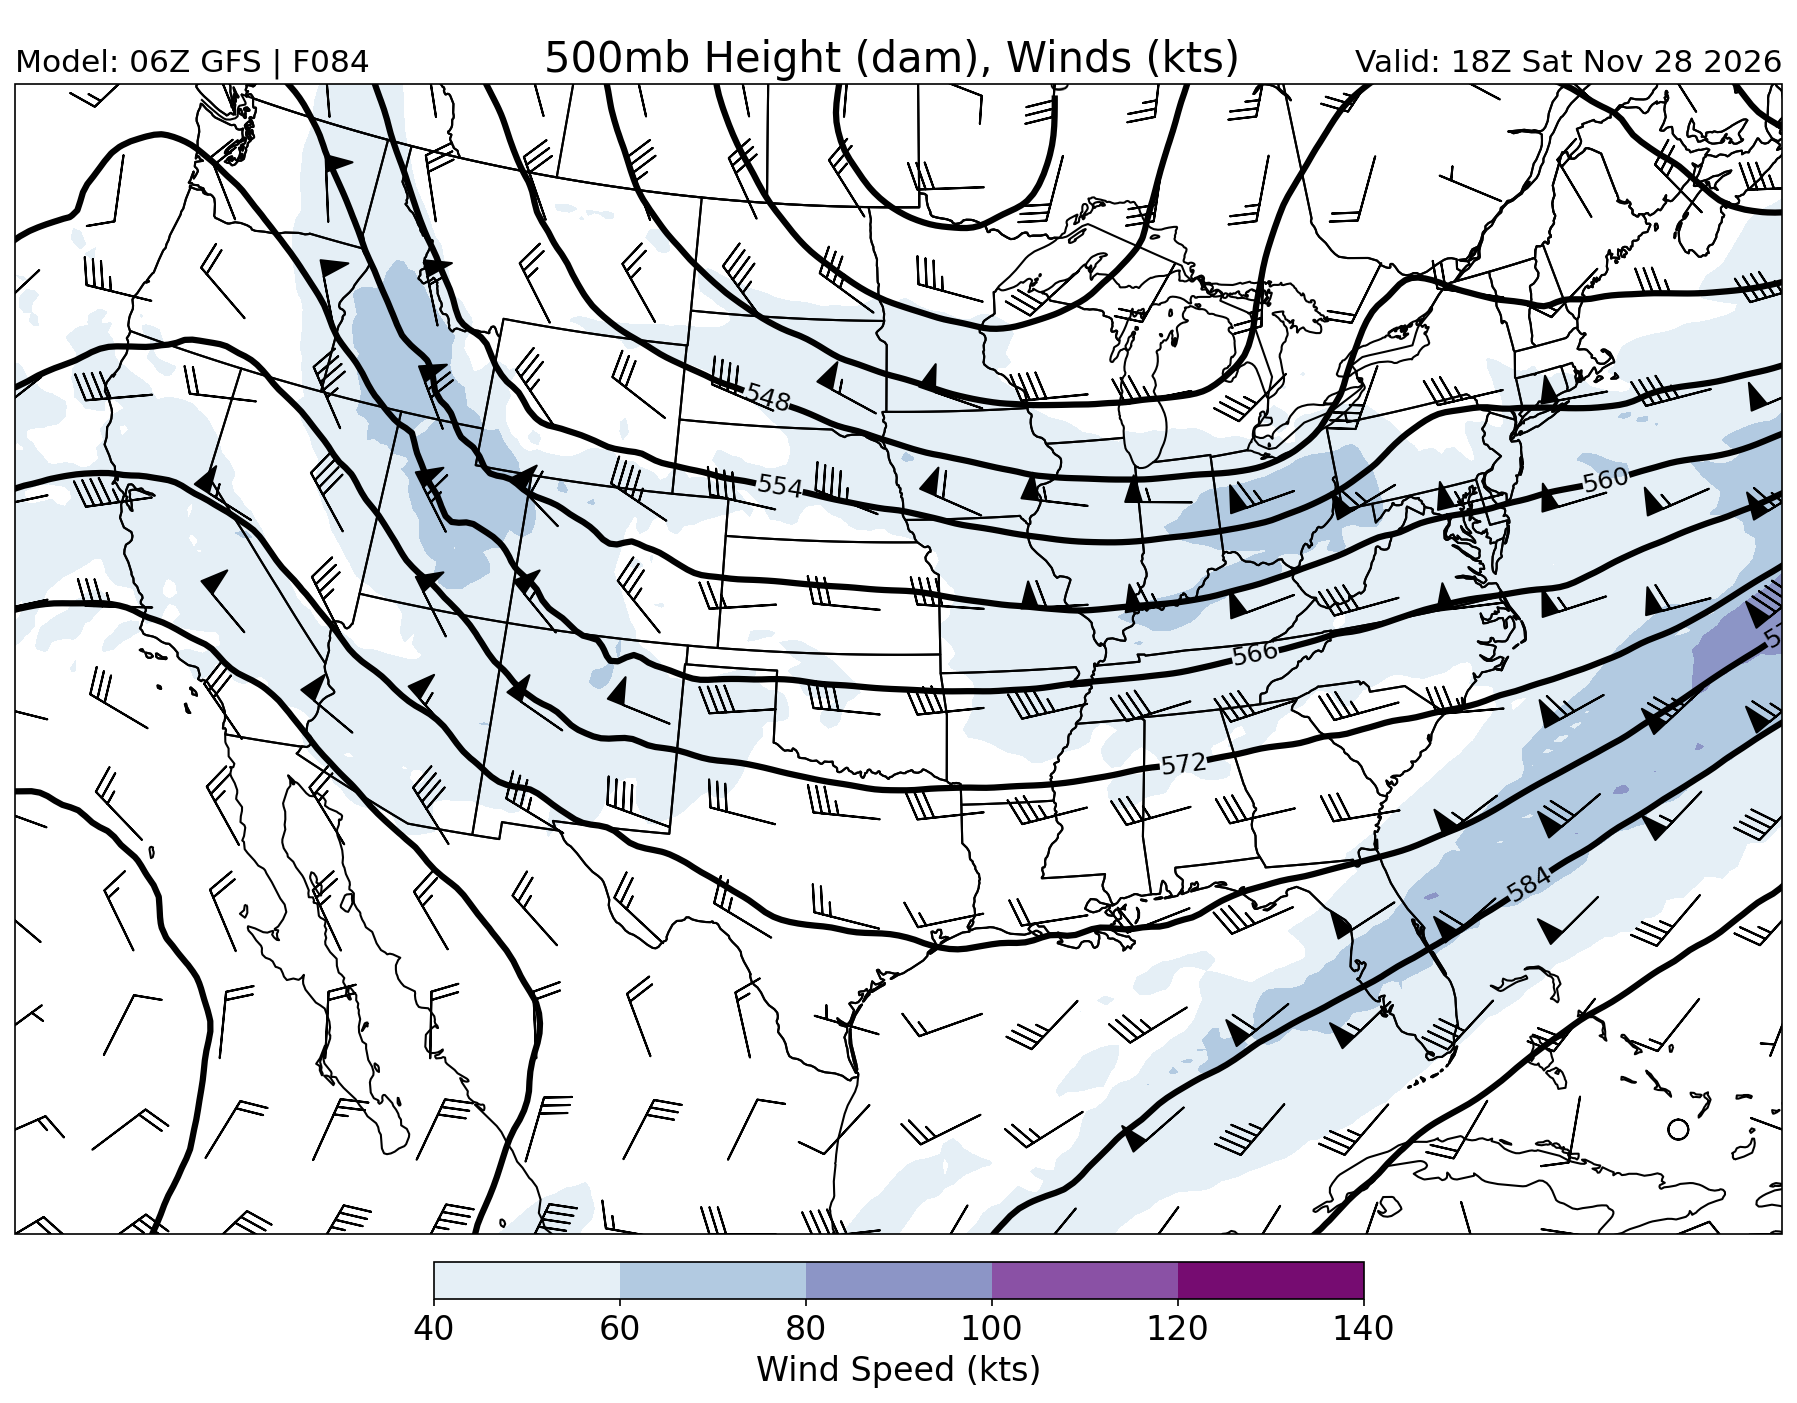 Model: 06Z GFS | F084
500mb Height (dam), Winds (kts)
Valid: 18Z Sat Nov 28 2026
548
554
560
566
572
584
40 60 80 100 120 140
Wind Speed (kts)